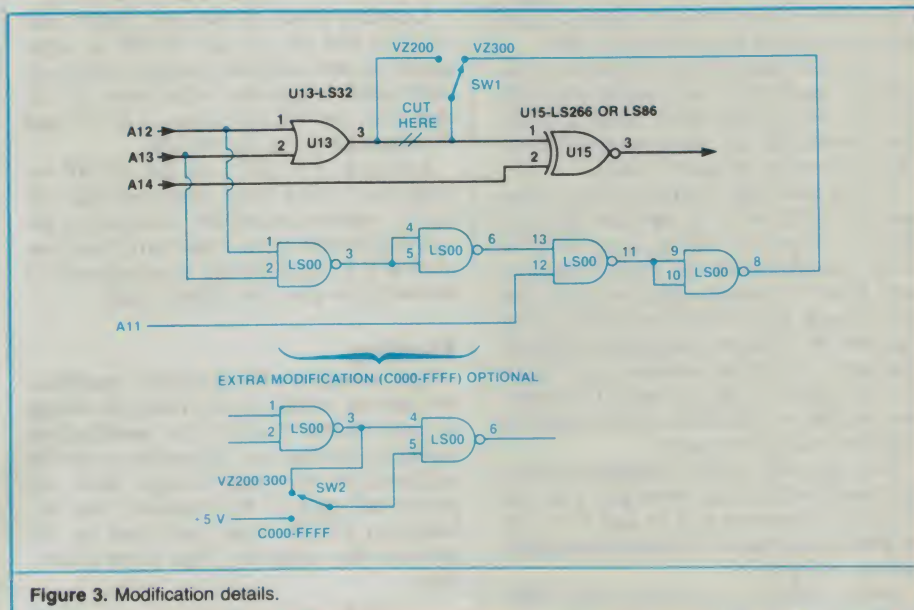 VZ200 VZ300
SW1
U13-LS32
CUT
HERE
U15-LS266 OR LS86
A12 1 3 1
U13 3
A13 2 2 U15
A14
1 3 4 6 13 11 9 8
LS00 LS00 LS00 LS00
2 5 12 10
A11
EXTRA MODIFICATION (C000-FFFF) OPTIONAL
1 3 4 6
LS00 LS00
2 5
VZ200 300 SW2
- 5 V
C000-FFFF
Figure 3. Modification details.